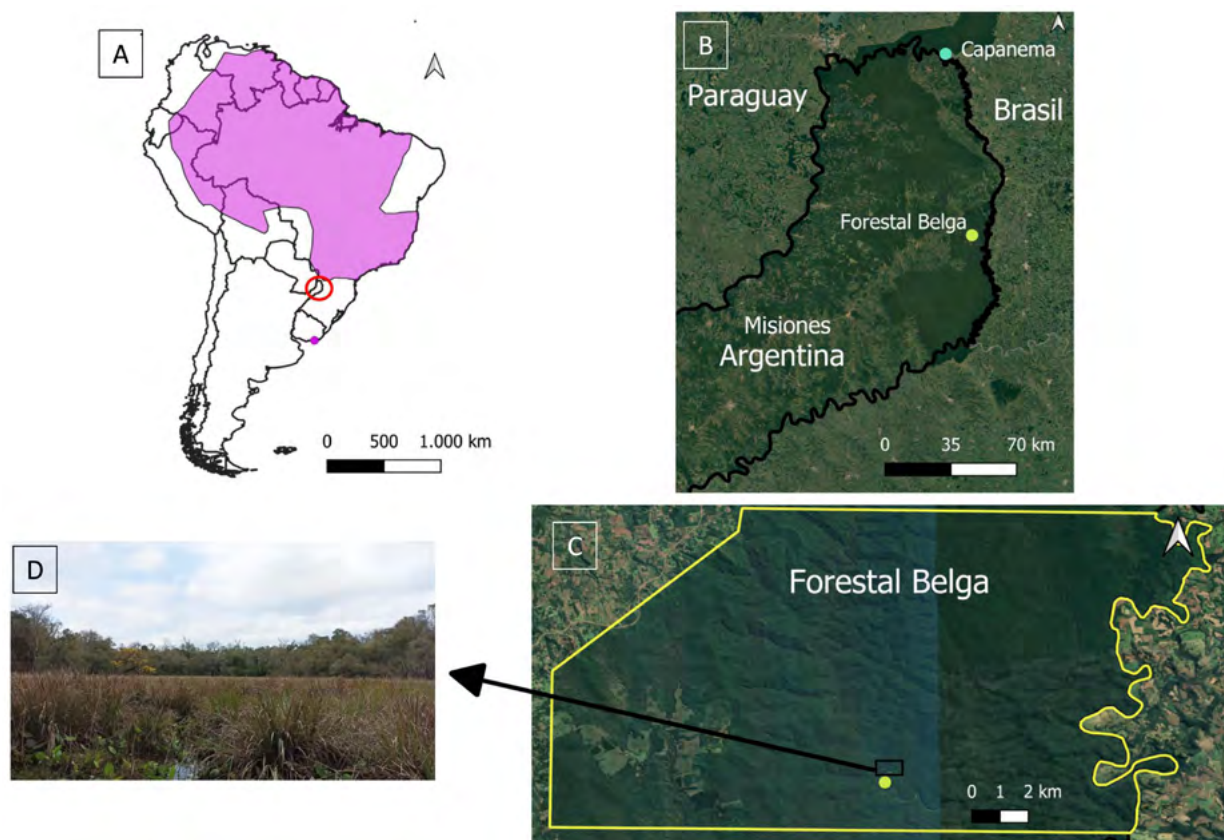 A
0 500 1.000 km
B
Capanema
Paraguay
Brasil
Forestal Belga
Misiones
Argentina
0 35 70 km
D
C
Forestal Belga
0 1 2 km